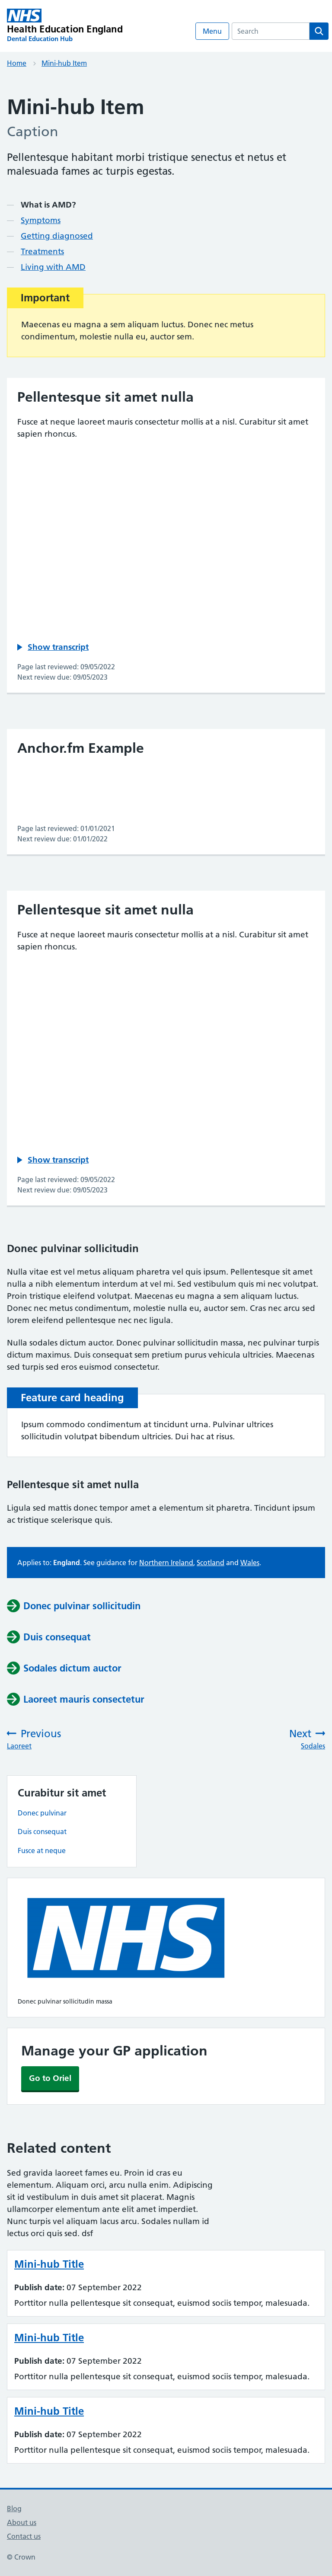 NHS
Health Education England
Dental Education Hub
Menu
Search
Home
Mini-hub Item
Mini-hub Item
Caption
Pellentesque habitant morbi tristique senectus et netus et
malesuada fames ac turpis egestas.
— What is AMD?
— Symptoms
— Getting diagnosed
— Treatments
— Living with AMD
Important
Maecenas eu magna a sem aliquam luctus. Donec nec metus
condimentum, molestie nulla eu, auctor sem.
Pellentesque sit amet nulla
Fusce at neque laoreet mauris consectetur mollis at a nisl. Curabitur sit amet
sapien rhoncus.
Show transcript
Page last reviewed: 09/05/2022
Next review due: 09/05/2023
Anchor.fm Example
Page last reviewed: 01/01/2021
Next review due: 01/01/2022
Pellentesque sit amet nulla
Fusce at neque laoreet mauris consectetur mollis at a nisl. Curabitur sit amet
sapien rhoncus.
Show transcript
Page last reviewed: 09/05/2022
Next review due: 09/05/2023
Donec pulvinar sollicitudin
Nulla vitae est vel metus aliquam pharetra vel quis ipsum. Pellentesque sit amet
nulla a nibh elementum interdum at vel mi. Sed vestibulum quis mi nec volutpat.
Proin tristique eleifend volutpat. Maecenas eu magna a sem aliquam luctus.
Donec nec metus condimentum, molestie nulla eu, auctor sem. Cras nec arcu sed
lorem eleifend pellentesque nec nec ligula.
Nulla sodales dictum auctor. Donec pulvinar sollicitudin massa, nec pulvinar turpis
dictum maximus. Duis consequat sem pretium purus vehicula ultricies. Maecenas
sed turpis sed eros euismod consectetur.
Feature card heading
Ipsum commodo condimentum at tincidunt urna. Pulvinar ultrices
sollicitudin volutpat bibendum ultricies. Dui hac at risus.
Pellentesque sit amet nulla
Ligula sed mattis donec tempor amet a elementum sit pharetra. Tincidunt ipsum
ac tristique scelerisque quis.
Applies to: England. See guidance for Northern Ireland, Scotland and Wales.
Donec pulvinar sollicitudin
Duis consequat
Sodales dictum auctor
Laoreet mauris consectetur
Previous
Laoreet
Next
Sodales
Curabitur sit amet
Donec pulvinar
Duis consequat
Fusce at neque
NHS
Donec pulvinar sollicitudin massa
Manage your GP application
Go to Oriel
Related content
Sed gravida laoreet fames eu. Proin id cras eu
elementum. Aliquam orci, arcu nulla enim. Adipiscing
sit id vestibulum in duis amet sit placerat. Magnis
ullamcorper elementum ante elit amet imperdiet.
Nunc turpis vel aliquam lacus arcu. Sodales nullam id
lectus orci quis sed. dsf
Mini-hub Title
Publish date: 07 September 2022
Porttitor nulla pellentesque sit consequat, euismod sociis tempor, malesuada.
Mini-hub Title
Publish date: 07 September 2022
Porttitor nulla pellentesque sit consequat, euismod sociis tempor, malesuada.
Mini-hub Title
Publish date: 07 September 2022
Porttitor nulla pellentesque sit consequat, euismod sociis tempor, malesuada.
Blog
About us
Contact us
© Crown